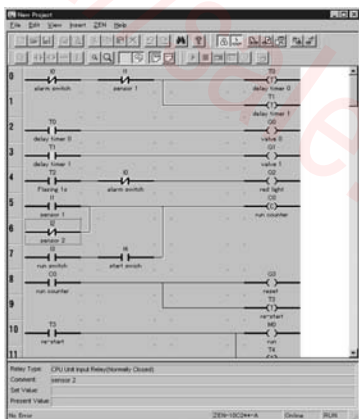 New Project
File Edit View Insert ZEN Help
0 I0 I1 T0
alarm switch sensor 1 delay timer 0
1 T1
delay timer 1
2 T0 Q0
delay timer 0 valve 0
3 T1 Q1
delay timer 1 valve 1
4 T2 I0 Q2
Flasing 1s alarm switch red light
5 I1 C0
sensor 1 run counter
6 I2
sensor 2
7 I3 I4
run switch start switch
8 C0 Q3
run counter reset
9 T3
re-start
10 T3 M0
re-start run
11 T4
Relay Type: CPU Unit Input Relay(Normally Closed)
Comment: sensor 2
Set Value:
Present Value:
No Error ZEN-10C2**-A Online RUN